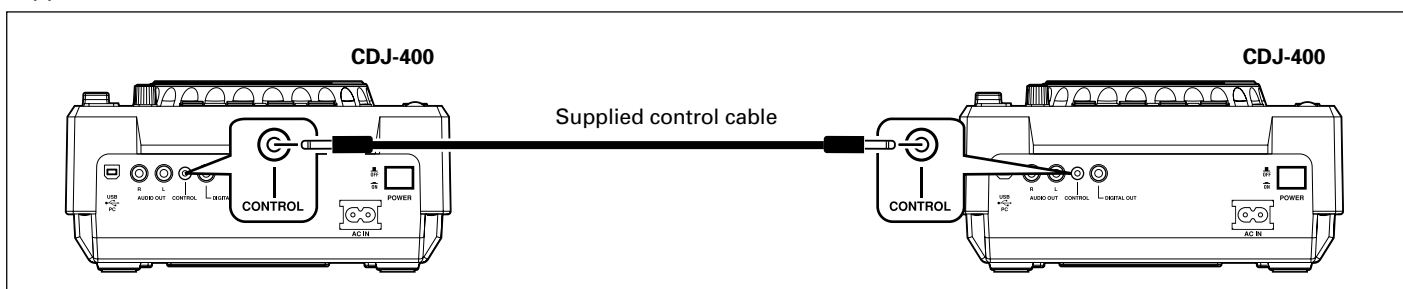 CDJ-400
CDJ-400
Supplied control cable
USB
PC
R
L
AUDIO OUT
CONTROL
DIGITA
CONTROL
OFF
ON
POWER
AC IN
CONTROL
USB
PC
R
L
AUDIO OUT
CONTROL
DIGITAL OUT
OFF
ON
POWER
AC IN